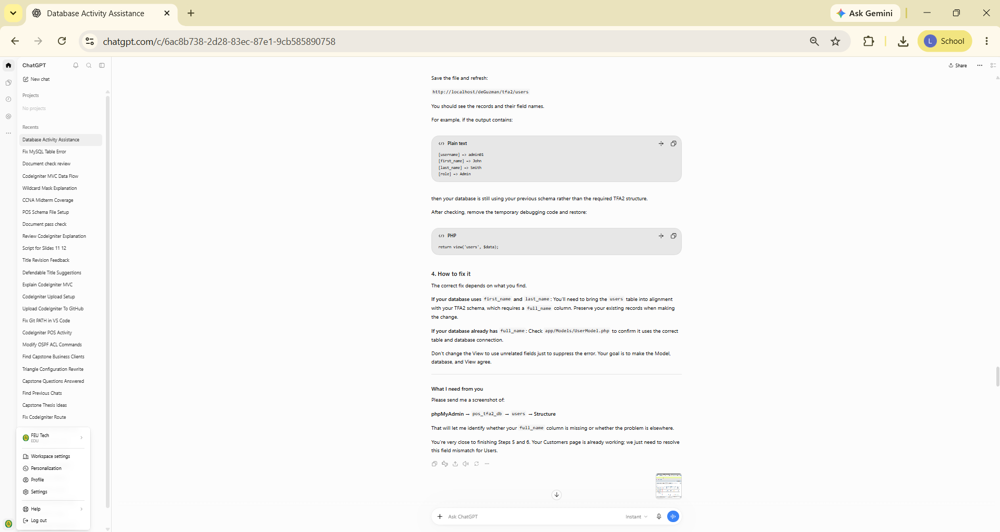 Database Activity Assistance
Ask Gemini
chatgpt.com/c/6ac8b738-2d28-83ec-87e1-9cb585890758
L School
ChatGPT
New chat
Projects
No projects
Recents
Database Activity Assistance
Fix MySQL Table Error
Document check review
CodeIgniter MVC Data Flow
Wildcard Mask Explanation
CCNA Midterm Coverage
POS Schema File Setup
Document pass check
Review CodeIgniter Explanation
Script for Slides 11 12
Title Revision Feedback
Defendable Title Suggestions
Explain CodeIgniter MVC
CodeIgniter Upload Setup
Upload CodeIgniter To GitHub
Fix Git PATH in VS Code
CodeIgniter POS Activity
Modify OSPF ACL Commands
Find Capstone Business Clients
Triangle Configuration Rewrite
Capstone Questions Answered
Find Previous Chats
Capstone Thesis Ideas
Fix CodeIgniter Route
FEU Tech
EDU
Workspace settings
Personalization
Profile
Settings
Help
Log out
Share
Save the file and refresh:
http://localhost/deGuzman/tfa2/users
You should see the records and their field names.
For example, if the output contains:
Plain text
[username] => admin01
[first_name] => John
[last_name] => Smith
[role] => Admin
then your database is still using your previous schema rather than the required TFA2 structure.
After checking, remove the temporary debugging code and restore:
PHP
return view('users', $data);
4. How to fix it
The correct fix depends on what you find.
If your database uses first_name and last_name: You'll need to bring the users table into alignment
with your TFA2 schema, which requires a full_name column. Preserve your existing records when making
the change.
If your database already has full_name: Check app/Models/UserModel.php to confirm it uses the correct
table and database connection.
Don't change the View to use unrelated fields just to suppress the error. Your goal is to make the Model,
database, and View agree.
What I need from you
Please send me a screenshot of:
phpMyAdmin → pos_tfa2_db → users → Structure
That will let me identify whether your full_name column is missing or whether the problem is elsewhere.
You're very close to finishing Steps 5 and 6. Your Customers page is already working; we just need to resolve
this field mismatch for Users.
Ask ChatGPT
Instant